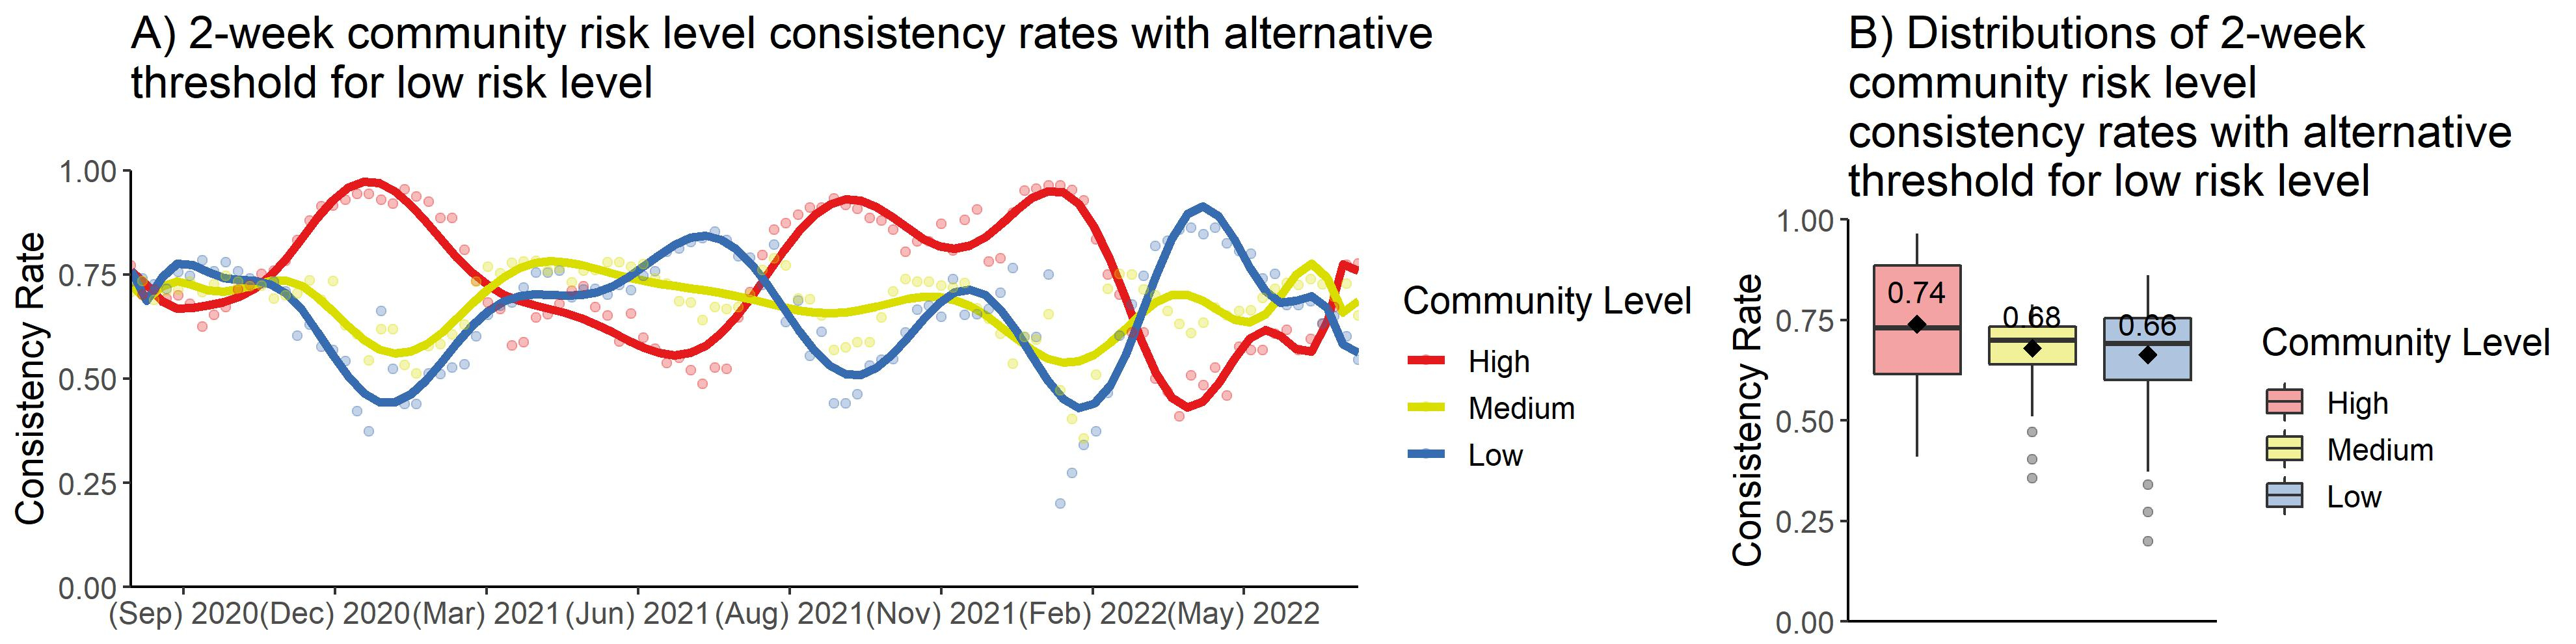 A) 2-week community risk level consistency rates with alternative
threshold for low risk level
Consistency Rate
1.00
0.75
0.50
0.25
0.00
(Sep) 2020 (Dec) 2020 (Mar) 2021 (Jun) 2021 (Aug) 2021 (Nov) 2021 (Feb) 2022 (May) 2022
Community Level
High
Medium
Low
B) Distributions of 2-week
community risk level
consistency rates with alternative
threshold for low risk level
Consistency Rate
1.00
0.75
0.50
0.25
0.00
0.74
0.68
0.66
Community Level
High
Medium
Low